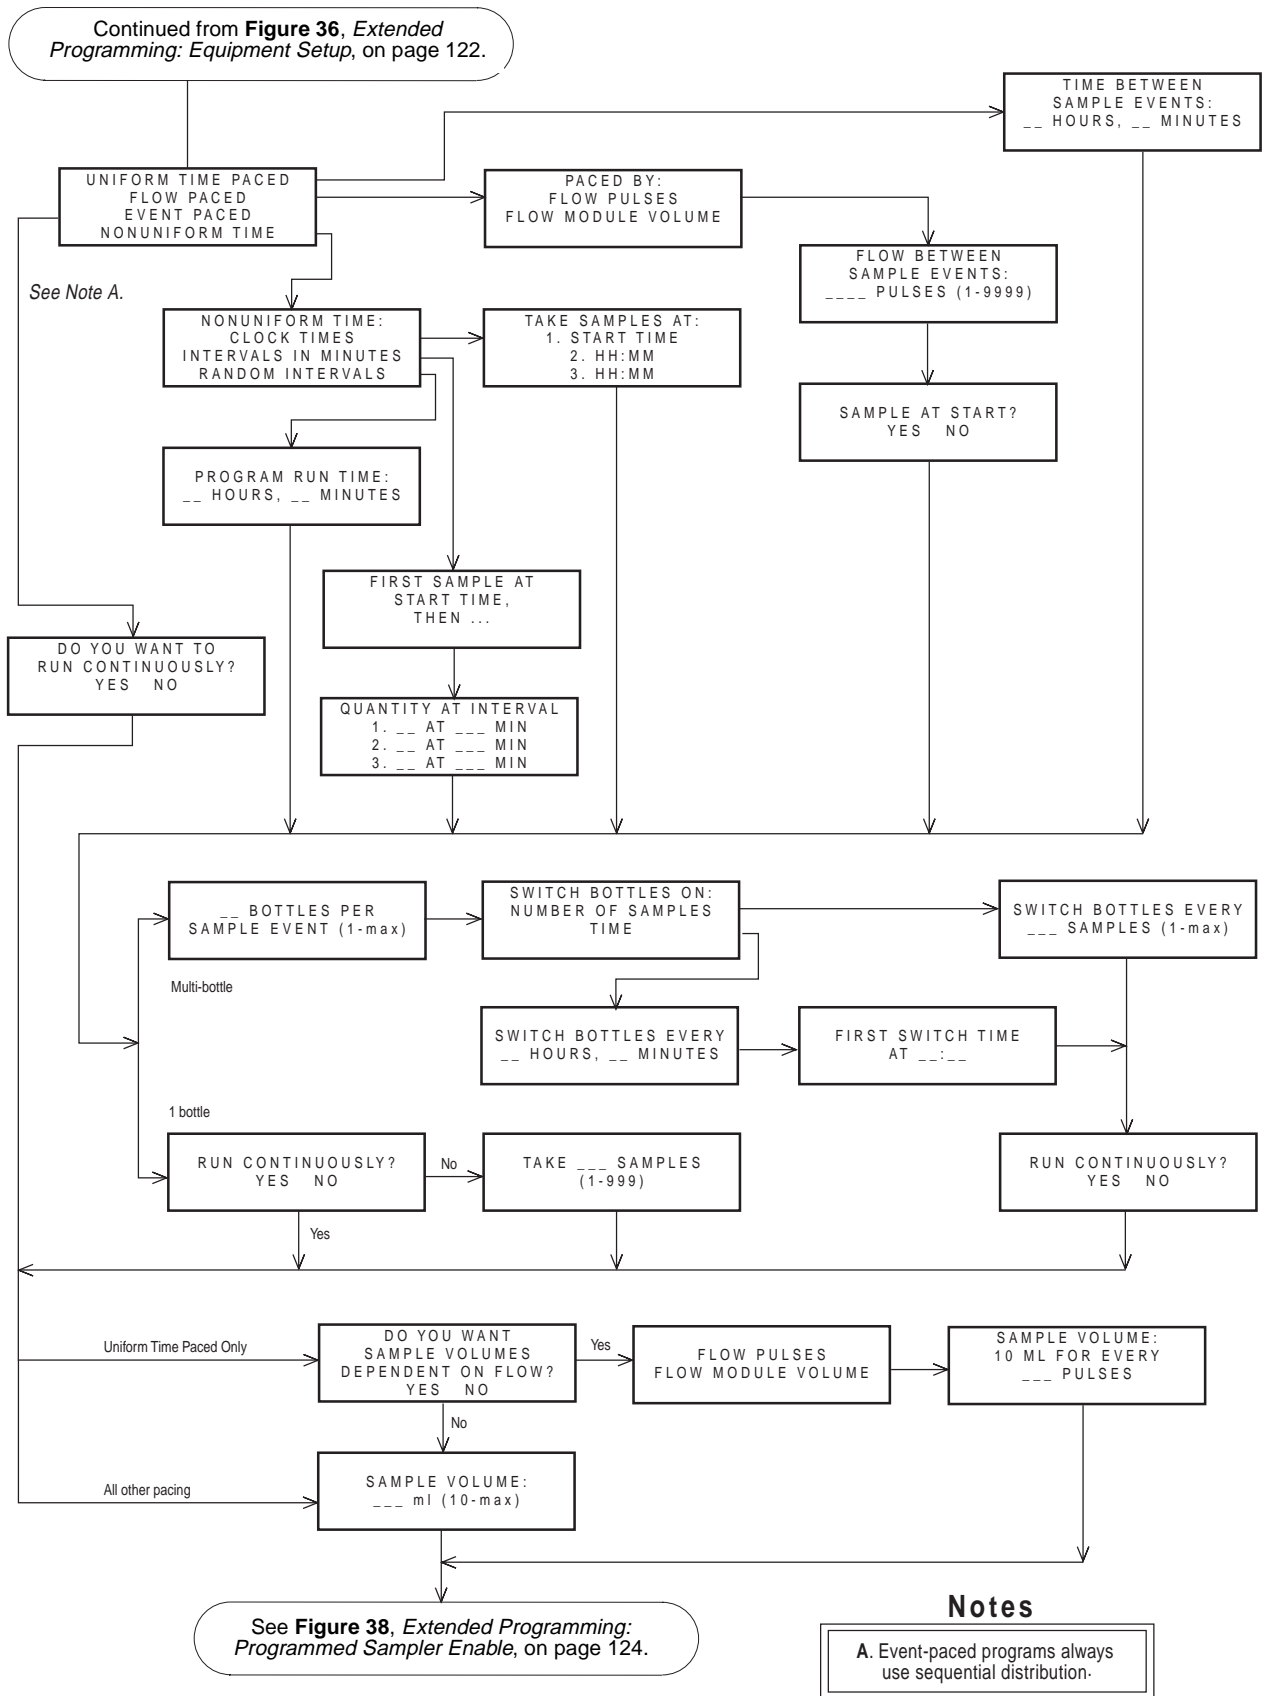 Continued from Figure 36, Extended
Programming: Equipment Setup, on page 122.
TIME BETWEEN
SAMPLE EVENTS:
__ HOURS, __ MINUTES
UNIFORM TIME PACED
FLOW PACED
EVENT PACED
NONUNIFORM TIME
PACED BY:
FLOW PULSES
FLOW MODULE VOLUME
FLOW BETWEEN
SAMPLE EVENTS:
____ PULSES (1-9999)
See Note A.
NONUNIFORM TIME:
CLOCK TIMES
INTERVALS IN MINUTES
RANDOM INTERVALS
TAKE SAMPLES AT:
1. START TIME
2. HH:MM
3. HH:MM
SAMPLE AT START?
YES NO
PROGRAM RUN TIME:
__ HOURS, __ MINUTES
FIRST SAMPLE AT
START TIME,
THEN ...
DO YOU WANT TO
RUN CONTINUOUSLY?
YES NO
QUANTITY AT INTERVAL
1. __ AT ___ MIN
2. __ AT ___ MIN
3. __ AT ___ MIN
__ BOTTLES PER
SAMPLE EVENT (1-max)
SWITCH BOTTLES ON:
NUMBER OF SAMPLES
TIME
SWITCH BOTTLES EVERY
___ SAMPLES (1-max)
Multi-bottle
SWITCH BOTTLES EVERY
__ HOURS, __ MINUTES
FIRST SWITCH TIME
AT __:__
1 bottle
RUN CONTINUOUSLY?
YES NO
No
TAKE ___ SAMPLES
(1-999)
RUN CONTINUOUSLY?
YES NO
Yes
Uniform Time Paced Only
DO YOU WANT
SAMPLE VOLUMES
DEPENDENT ON FLOW?
YES NO
Yes
FLOW PULSES
FLOW MODULE VOLUME
SAMPLE VOLUME:
10 ML FOR EVERY
___ PULSES
No
All other pacing
SAMPLE VOLUME:
___ ml (10-max)
See Figure 38, Extended Programming:
Programmed Sampler Enable, on page 124.
Notes
A. Event-paced programs always
use sequential distribution.